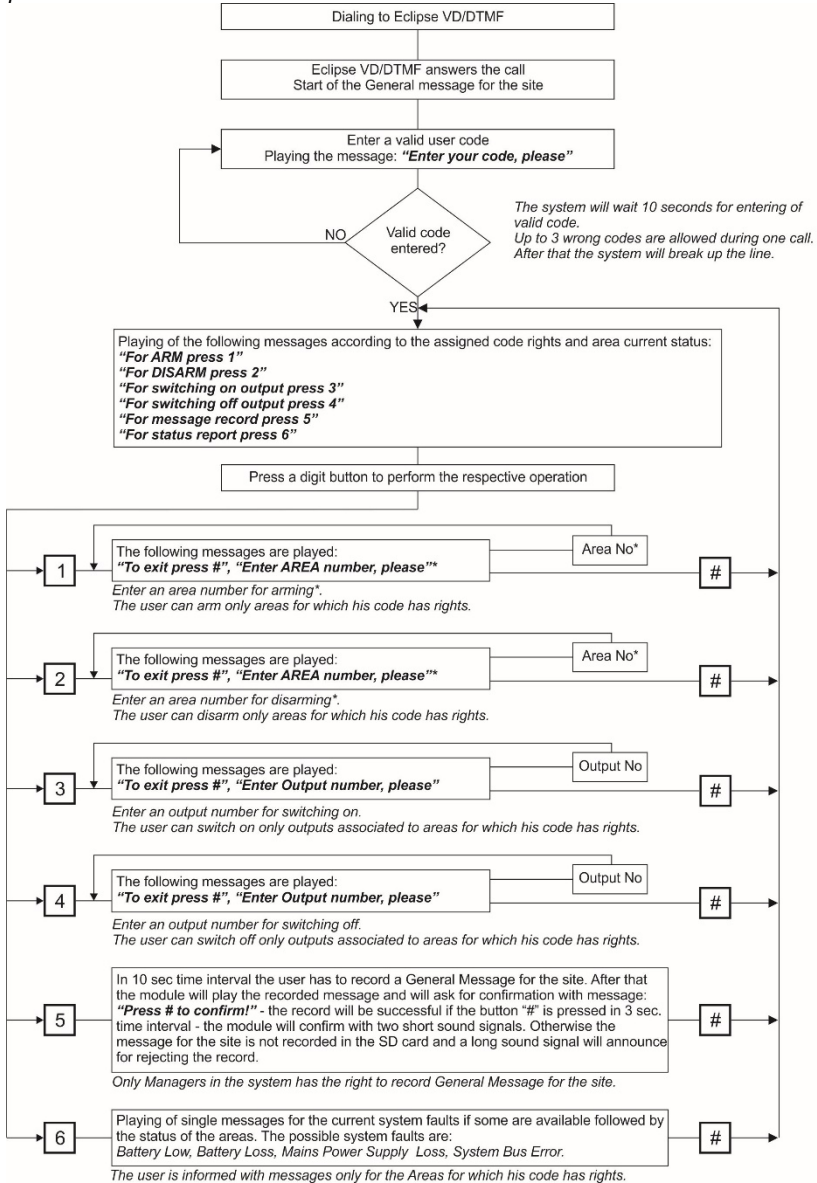 Dialing to Eclipse VD/DTMF
Eclipse VD/DTMF answers the call
Start of the General message for the site
Enter a valid user code
Playing the message: “Enter your code, please”
Valid code
entered?
NO
YES
The system will wait 10 seconds for entering of
valid code.
Up to 3 wrong codes are allowed during one call.
After that the system will break up the line.
Playing of the following messages according to the assigned code rights and area current status:
“For ARM press 1”
“For DISARM press 2”
“For switching on output press 3”
“For switching off output press 4”
“For message record press 5”
“For status report press 6”
Press a digit button to perform the respective operation
1
The following messages are played:
“To exit press #”, “Enter AREA number, please”*
Area No*
#
Enter an area number for arming*.
The user can arm only areas for which his code has rights.
2
The following messages are played:
“To exit press #”, “Enter AREA number, please”*
Area No*
#
Enter an area number for disarming*.
The user can disarm only areas for which his code has rights.
3
The following messages are played:
“To exit press #”, “Enter Output number, please”
Output No
#
Enter an output number for switching on.
The user can switch on only outputs associated to areas for which his code has rights.
4
The following messages are played:
“To exit press #”, “Enter Output number, please”
Output No
#
Enter an output number for switching off.
The user can switch off only outputs associated to areas for which his code has rights.
5
In 10 sec time interval the user has to record a General Message for the site. After that
the module will play the recorded message and will ask for confirmation with message:
“Press # to confirm!” - the record will be successful if the button “#” is pressed in 3 sec.
time interval - the module will confirm with two short sound signals. Otherwise the
message for the site is not recorded in the SD card and a long sound signal will announce
for rejecting the record.
#
Only Managers in the system has the right to record General Message for the site.
6
Playing of single messages for the current system faults if some are available followed by
the status of the areas. The possible system faults are:
Battery Low, Battery Loss, Mains Power Supply Loss, System Bus Error.
#
The user is informed with messages only for the Areas for which his code has rights.